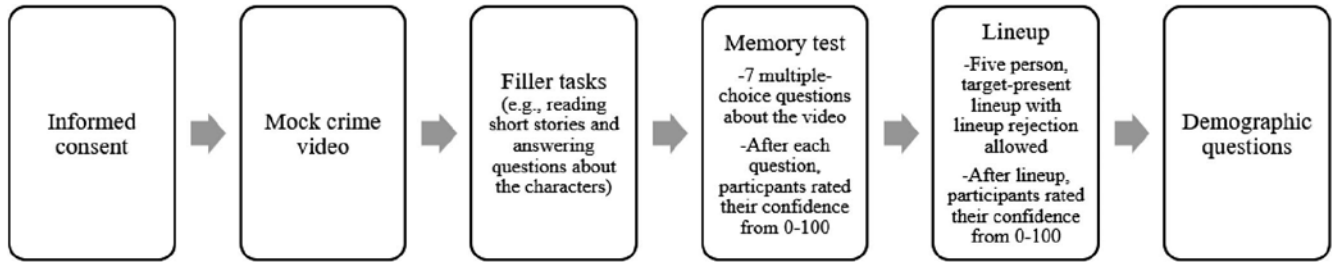 Informed
consent
Mock crime
video
Filler tasks
(e.g., reading
short stories and
answering
questions about
the characters)
Memory test
-7 multiple-
choice questions
about the video
-After each
question,
particpants rated
their confidence
from 0-100
Lineup
-Five person,
target-present
lineup with
lineup rejection
allowed
-After lineup,
participants rated
their confidence
from 0-100
Demographic
questions